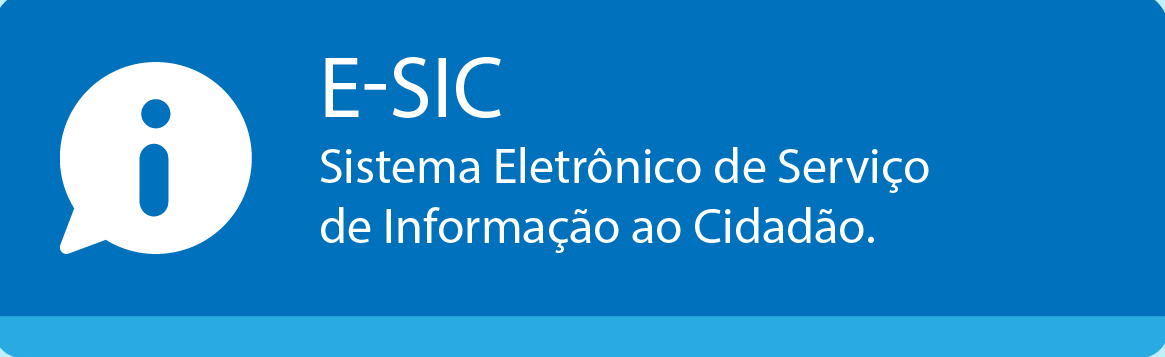 E-SIC
Sistema Eletrônico de Serviço
de Informação ao Cidadão.